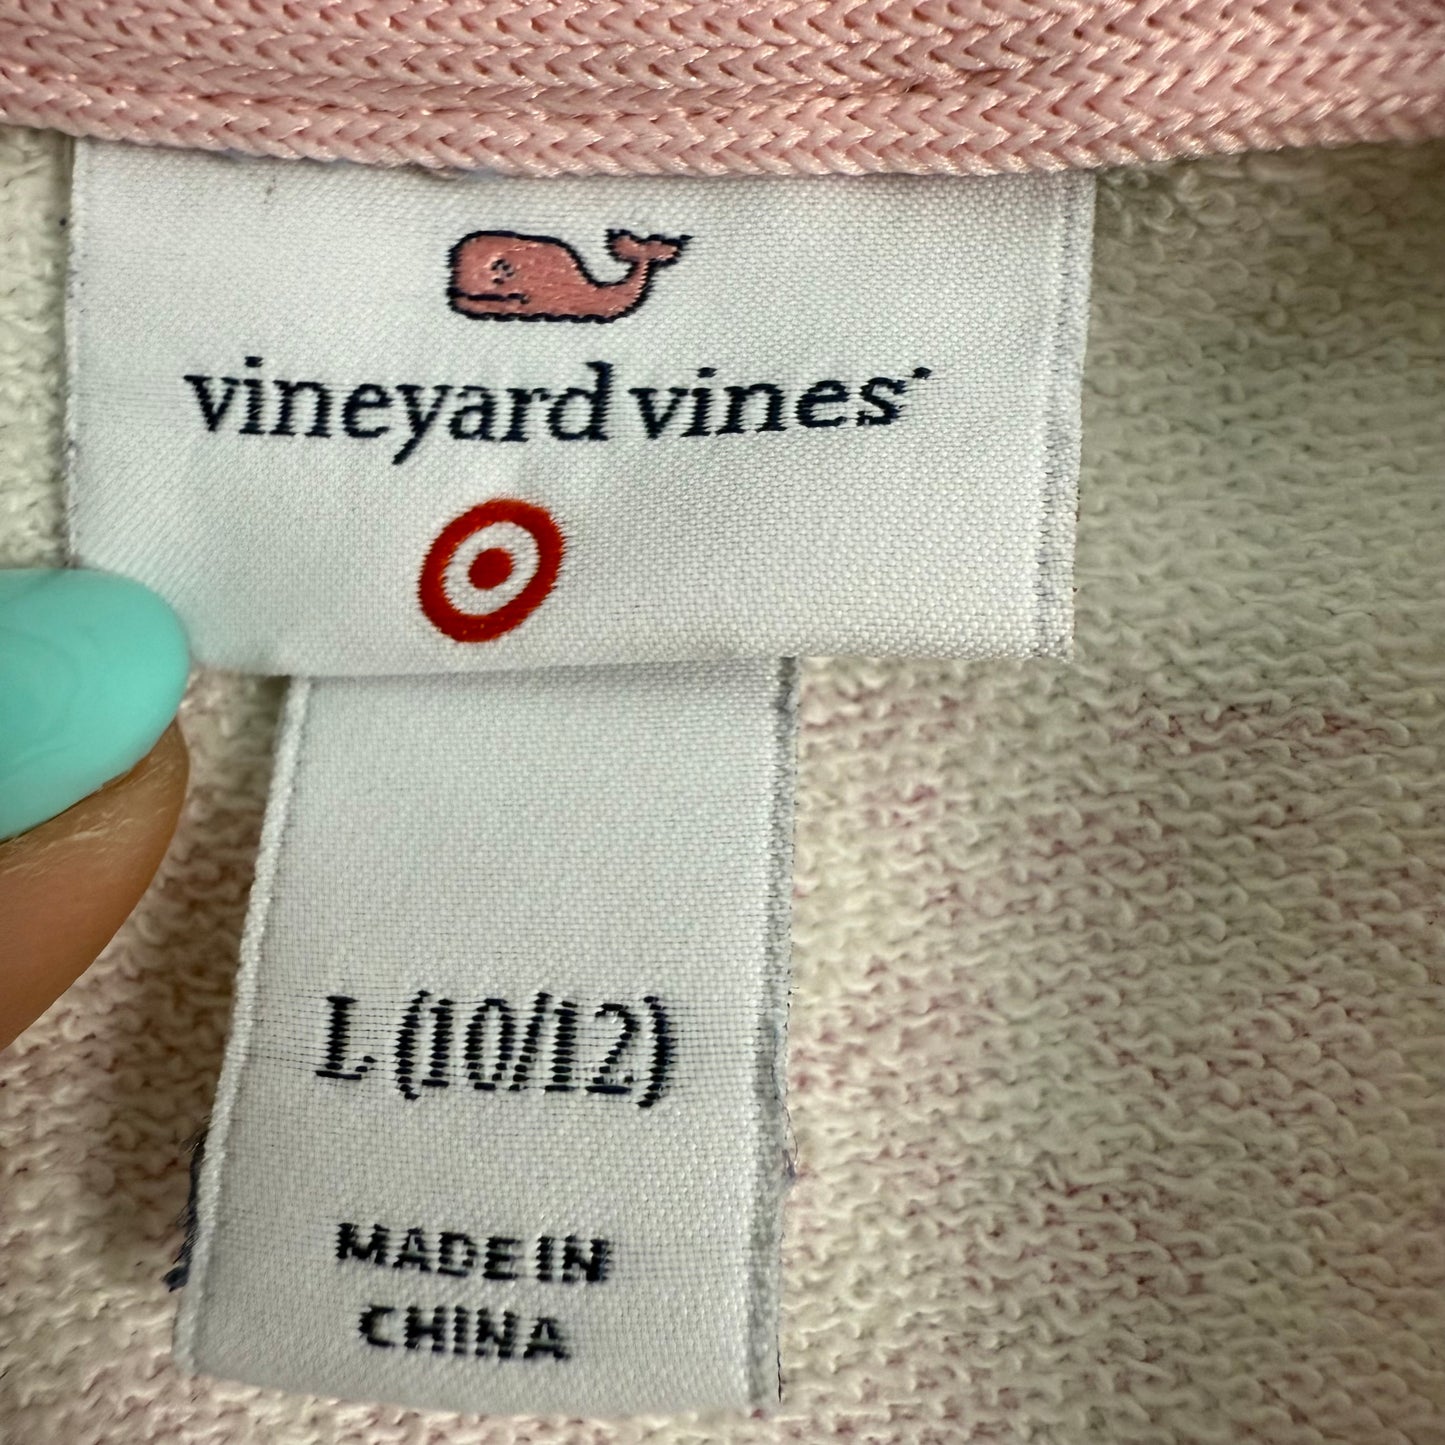 vineyard vines
L (10/12)
MADE IN
CHINA